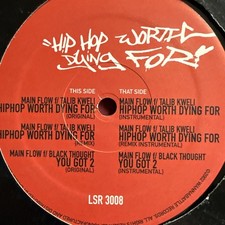 "HIP HOP WORTH
DYING FOR!"
THIS SIDE
MAIN FLOW f/ TALIB KWELI
HIPHOP WORTH DYING FOR
(ORIGINAL)
MAIN FLOW f/ TALIB KWELI
HIPHOP WORTH DYING FOR
(REMIX)
MAIN FLOW f/ BLACK THOUGHT
YOU GOT 2
(ORIGINAL)
THAT SIDE
MAIN FLOW f/ TALIB KWELI
HIPHOP WORTH DYING FOR
(INSTRUMENTAL)
MAIN FLOW f/ TALIB KWELI
HIPHOP WORTH DYING FOR
(REMIX INSTRUMENTAL)
MAIN FLOW f/ BLACK THOUGHT
YOU GOT 2
(INSTRUMENTAL)
LSR 3008